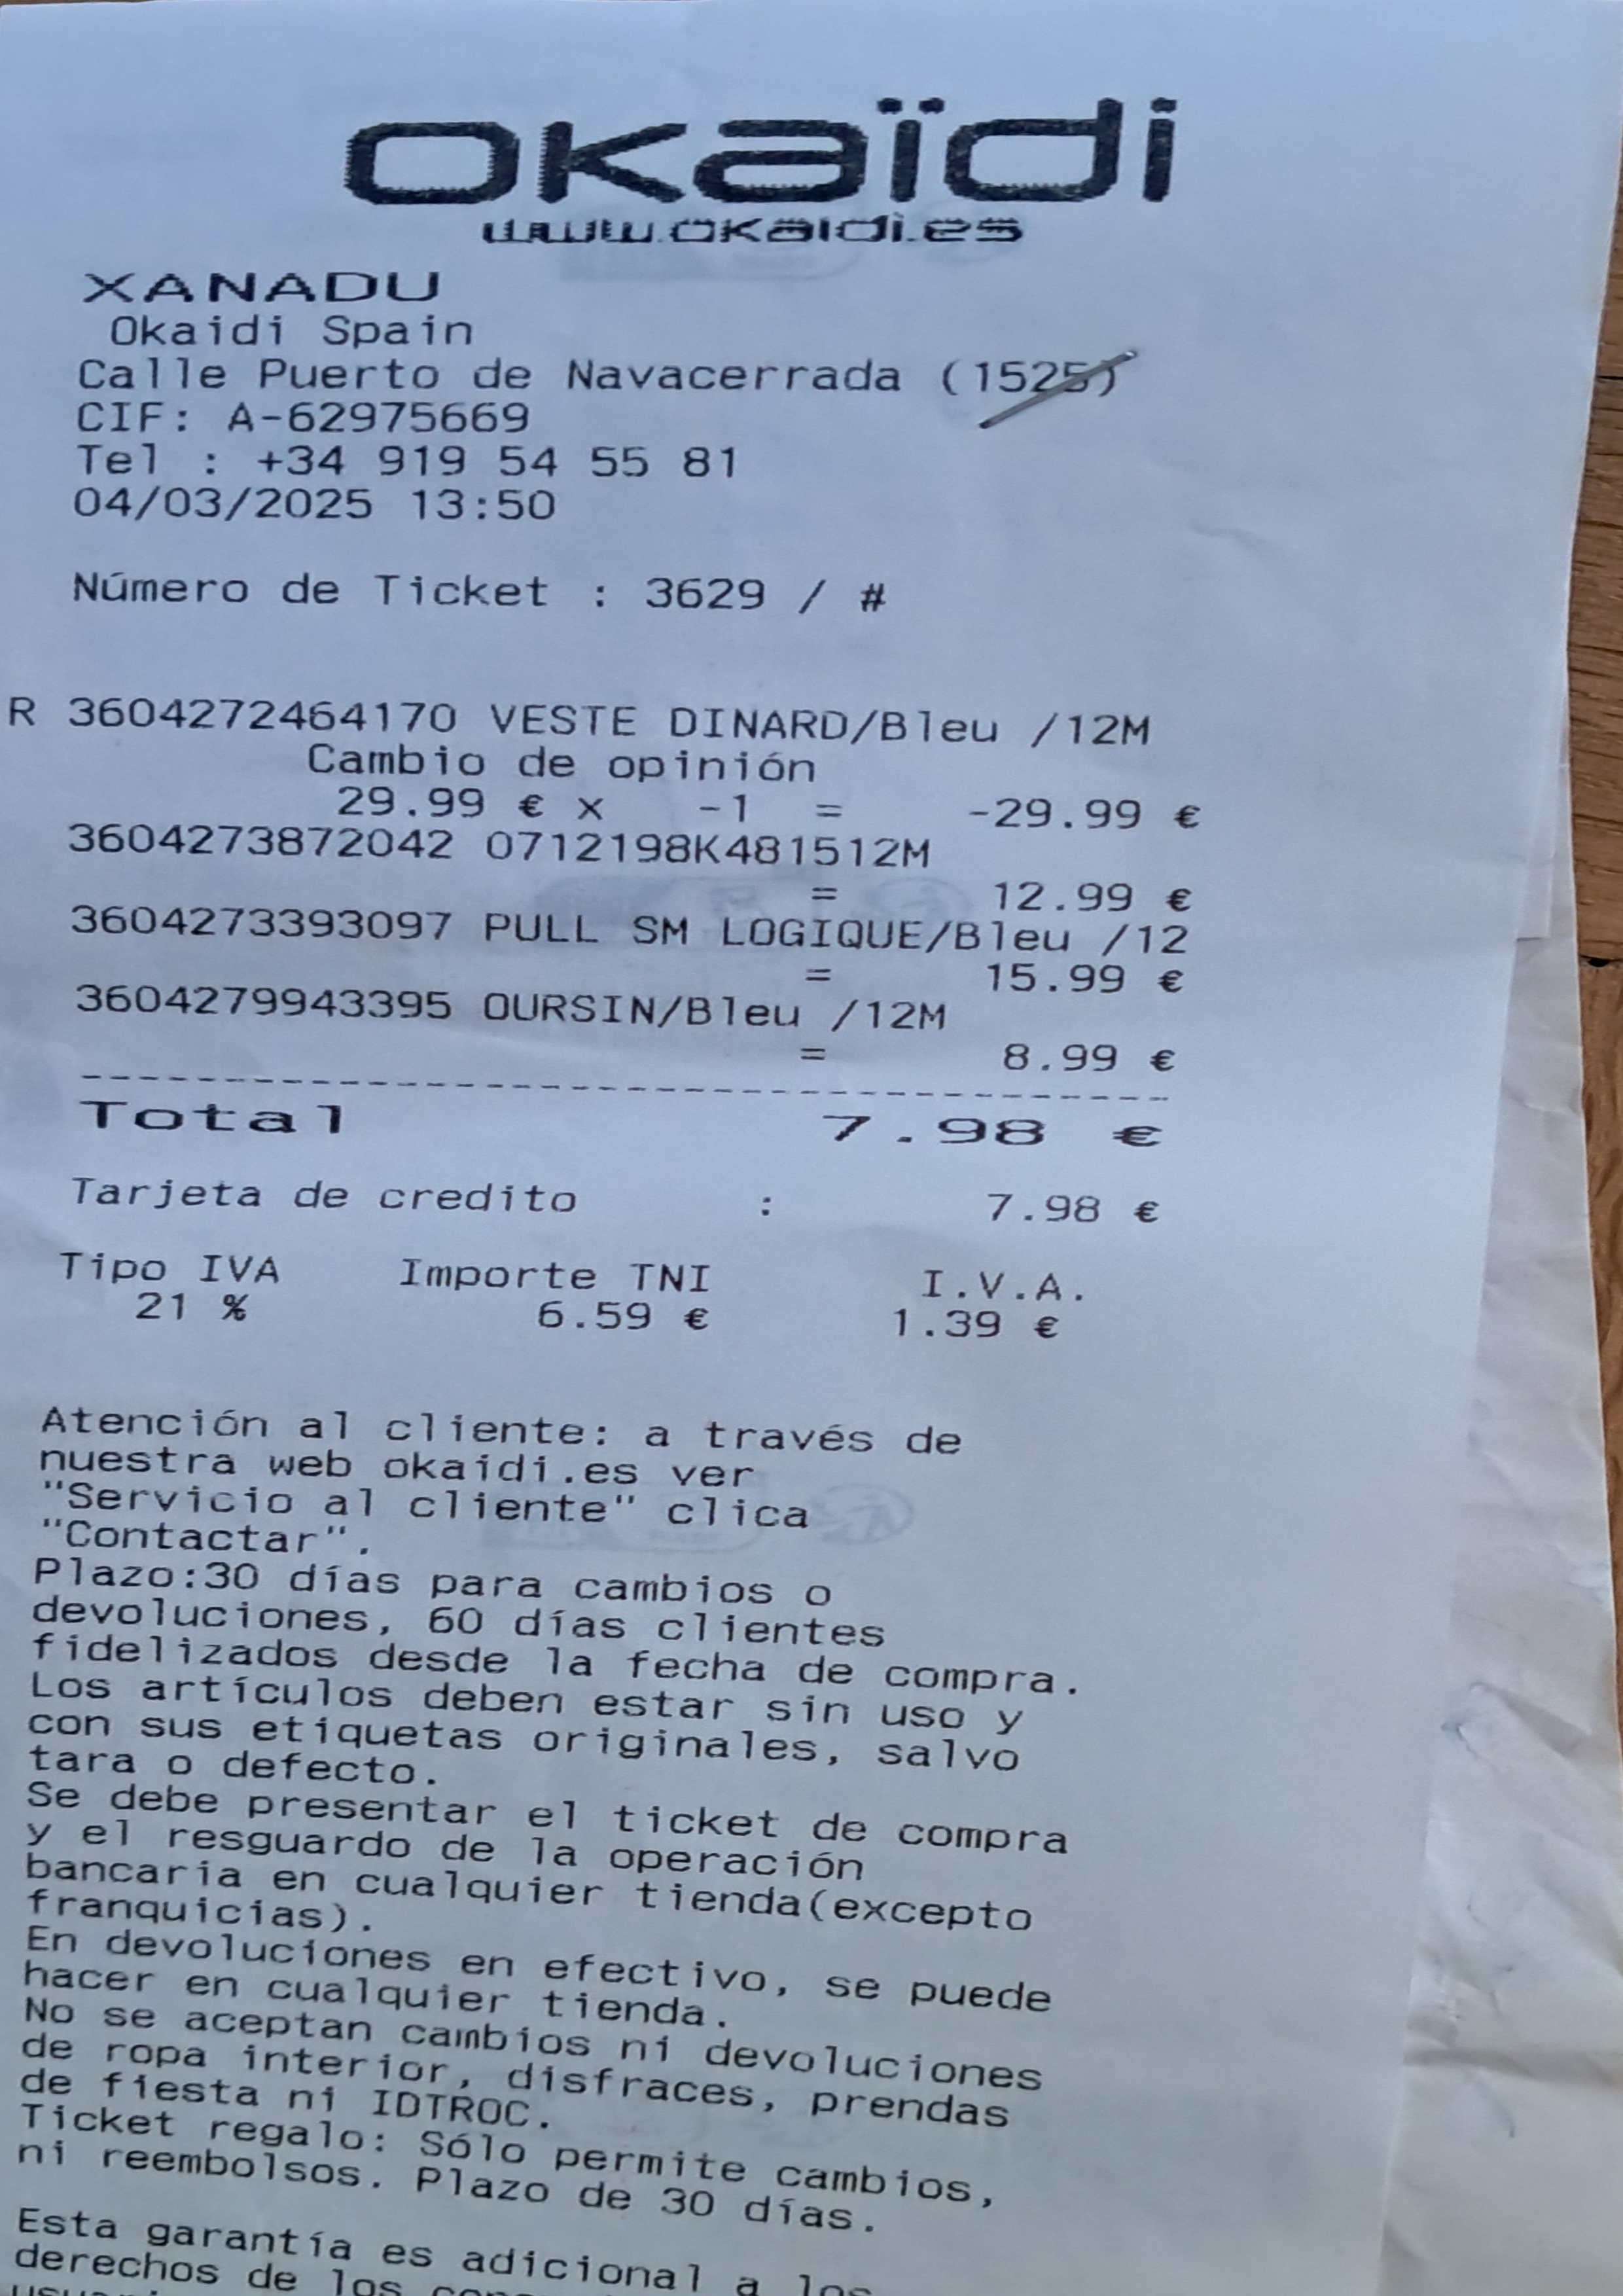 okaïdi
www.okaidi.es
XANADU
Okaidi Spain
Calle Puerto de Navacerrada (1525)
CIF: A-62975669
Tel : +34 919 54 55 81
04/03/2025 13:50
Número de Ticket : 3629 / #
R 3604272464170 VESTE DINARD/Bleu /12M
Cambio de opinión
29.99 € x -1 = -29.99 €
3604273872042 0712198K481512M
= 12.99 €
3604273393097 PULL SM LOGIQUE/Bleu /12
= 15.99 €
3604279943395 OURSIN/Bleu /12M
= 8.99 €
Total 7.98 €
Tarjeta de credito : 7.98 €
Tipo IVA Importe TNI I.V.A.
21 % 6.59 € 1.39 €
Atención al cliente: a través de
nuestra web okaidi.es ver
"Servicio al cliente" clica
"Contactar".
Plazo:30 días para cambios o
devoluciones, 60 días clientes
fidelizados desde la fecha de compra.
Los artículos deben estar sin uso y
con sus etiquetas originales, salvo
tara o defecto.
Se debe presentar el ticket de compra
y el resguardo de la operación
bancaria en cualquier tienda(excepto
franquicias).
En devoluciones en efectivo, se puede
hacer en cualquier tienda.
No se aceptan cambios ni devoluciones
de ropa interior, disfraces, prendas
de fiesta ni IDTROC.
Ticket regalo: Sólo permite cambios,
ni reembolsos. Plazo de 30 días.
Esta garantía es adicional a los
derechos de los